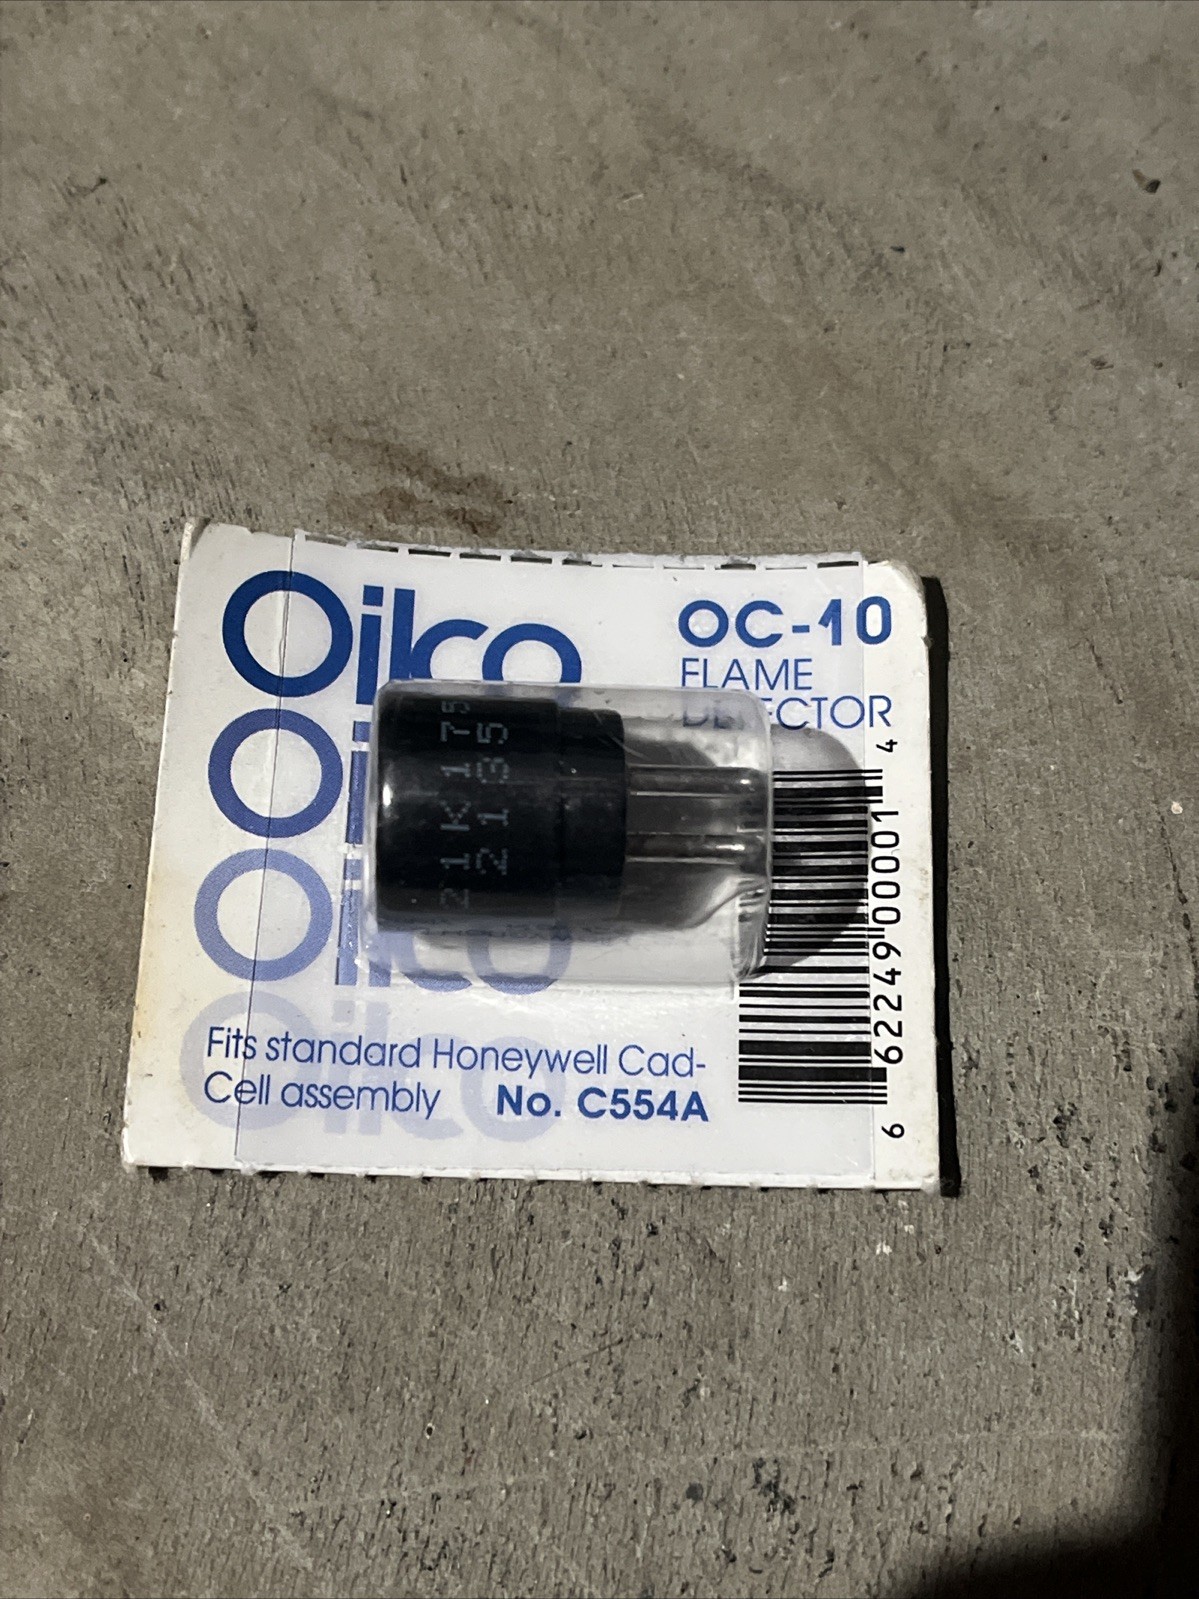 Oilco
OC-10
FLAME
DETECTOR
21K175
2135
Oilco
Fits standard Honeywell Cad-
Cell assembly No. C554A
6 62249 00001 4